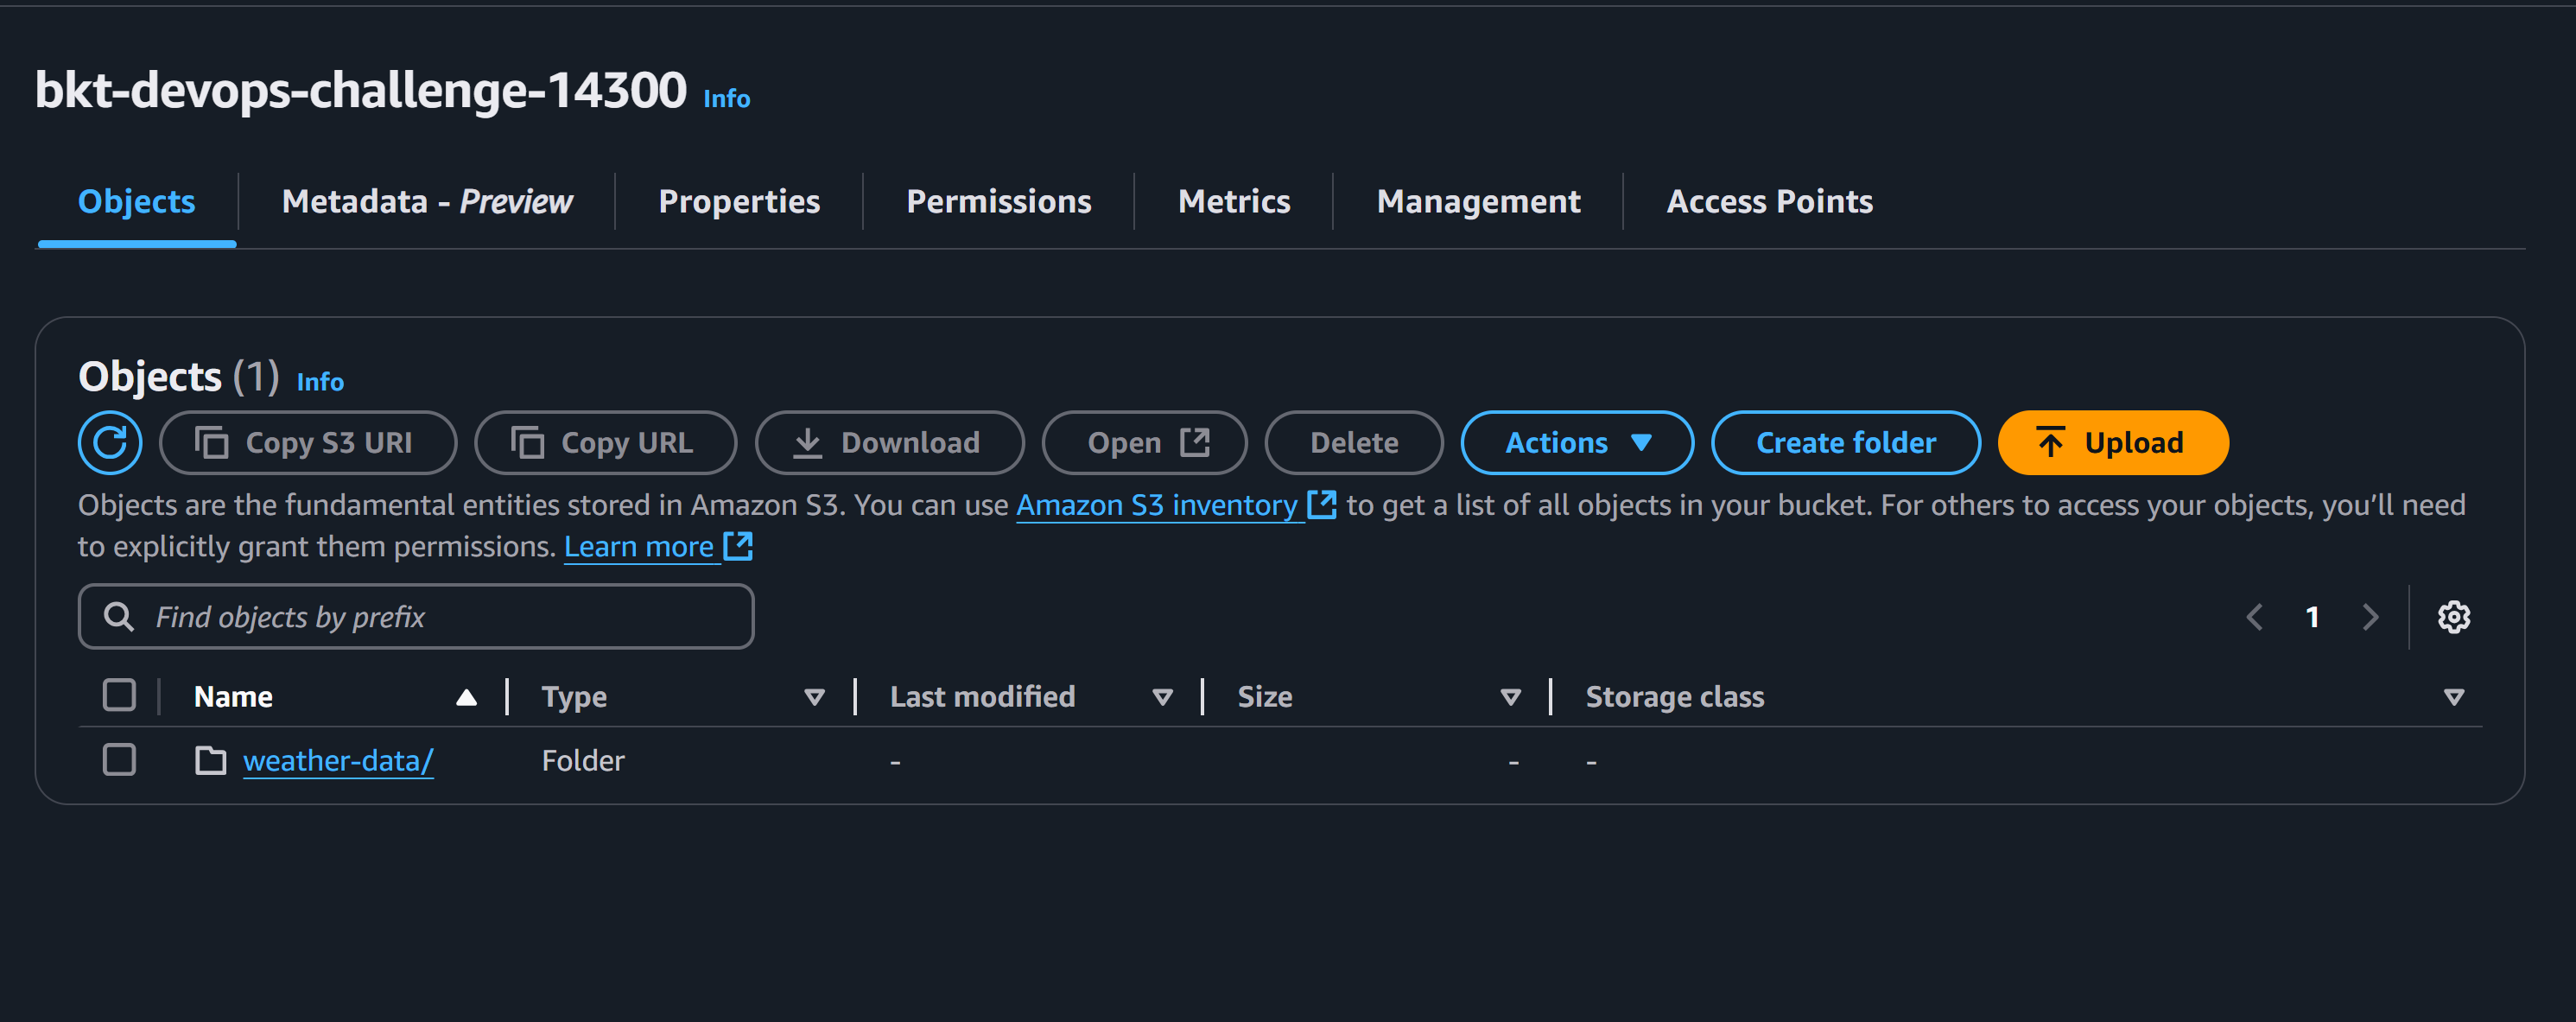 bkt-devops-challenge-14300 Info
Objects Metadata - Preview Properties Permissions Metrics Management Access Points
Objects (1) Info
Copy S3 URI Copy URL Download Open Delete Actions Create folder Upload
Objects are the fundamental entities stored in Amazon S3. You can use Amazon S3 inventory to get a list of all objects in your bucket. For others to access your objects, you’ll need
to explicitly grant them permissions. Learn more
Find objects by prefix 1
Name Type Last modified Size Storage class
weather-data/ Folder - - -